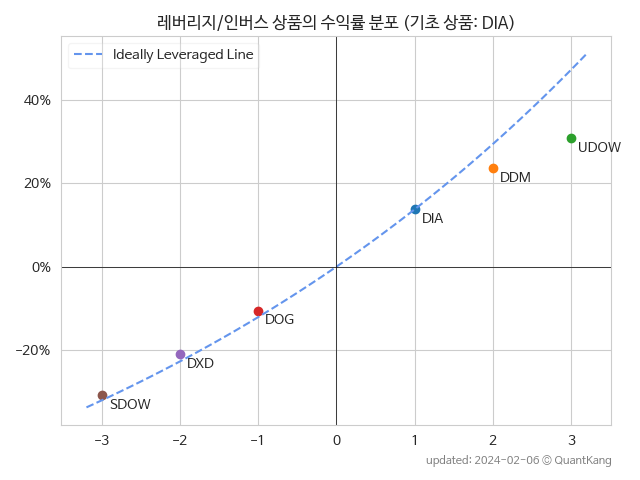 레버리지/인버스 상품의 수익률 분포 (기초 상품: DIA)
Ideally Leveraged Line
40%
20%
0%
−20%
UDOW
DDM
DIA
DOG
DXD
SDOW
−3 −2 −1 0 1 2 3
updated: 2024-02-06 © QuantKang